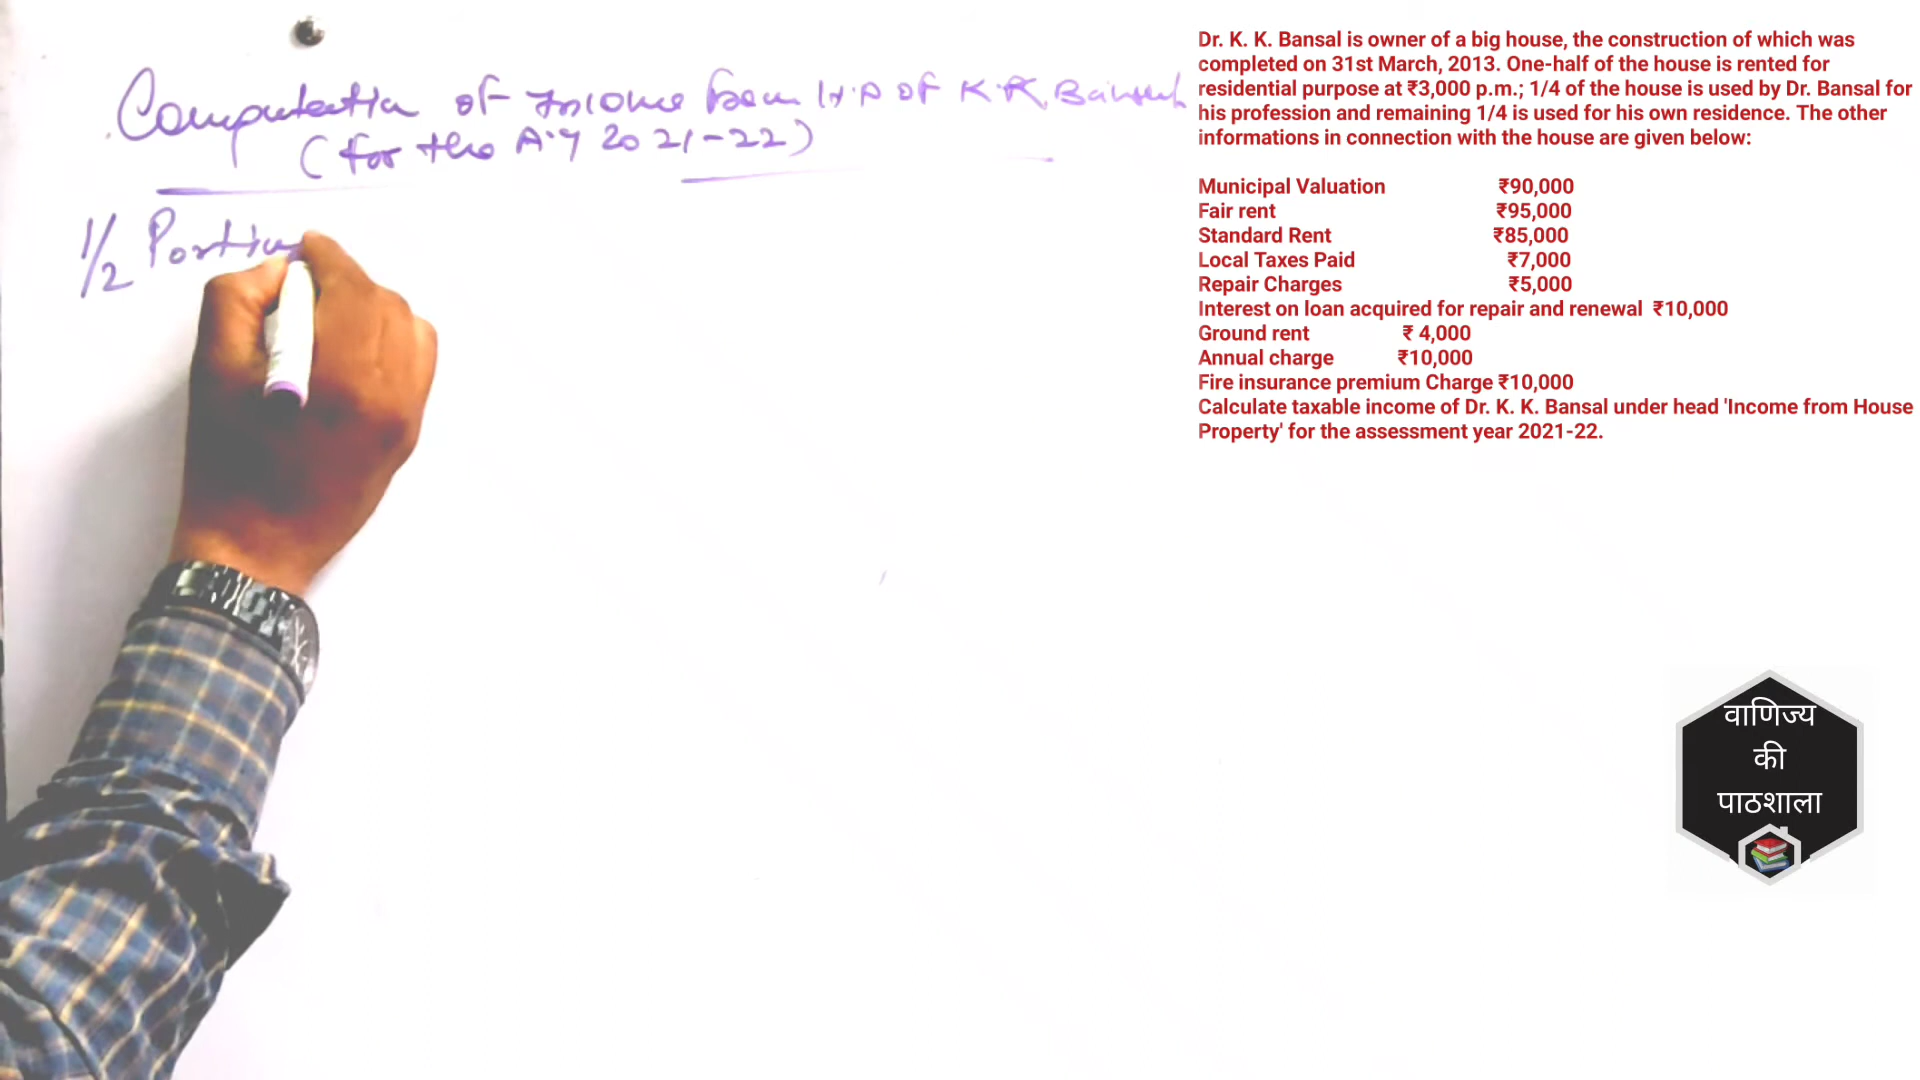 Computation of Income from H.P of K.K. Bansal
(for the A.Y 2021-22)
1/2 Portion
Dr. K. K. Bansal is owner of a big house, the construction of which was
completed on 31st March, 2013. One-half of the house is rented for
residential purpose at ₹3,000 p.m.; 1/4 of the house is used by Dr. Bansal for
his profession and remaining 1/4 is used for his own residence. The other
informations in connection with the house are given below:
Municipal Valuation ₹90,000
Fair rent ₹95,000
Standard Rent ₹85,000
Local Taxes Paid ₹7,000
Repair Charges ₹5,000
Interest on loan acquired for repair and renewal ₹10,000
Ground rent ₹ 4,000
Annual charge ₹10,000
Fire insurance premium Charge ₹10,000
Calculate taxable income of Dr. K. K. Bansal under head 'Income from House
Property' for the assessment year 2021-22.
वाणिज्य
की
पाठशाला